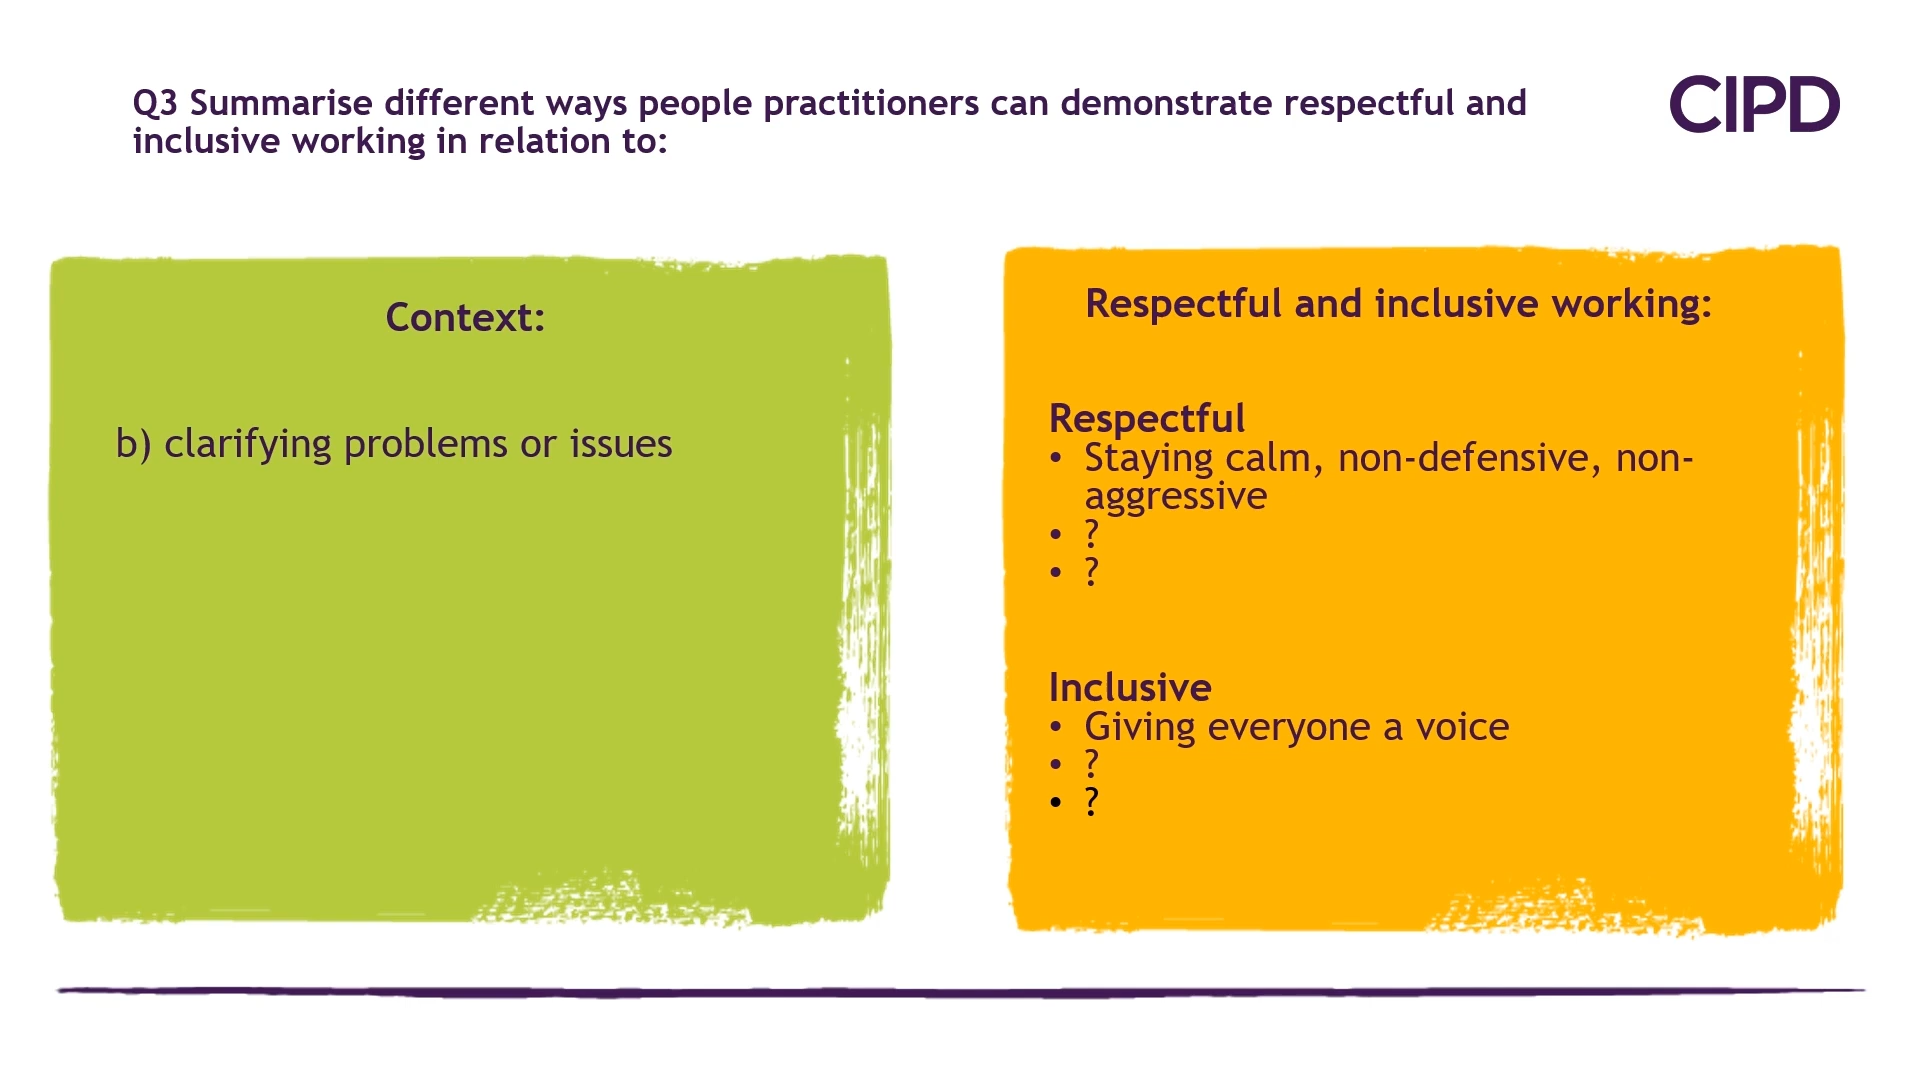 Q3 Summarise different ways people practitioners can demonstrate respectful and
inclusive working in relation to:
CIPD
Context:
b) clarifying problems or issues
Respectful and inclusive working:
Respectful
• Staying calm, non-defensive, non-
aggressive
• ?
• ?
Inclusive
• Giving everyone a voice
• ?
• ?